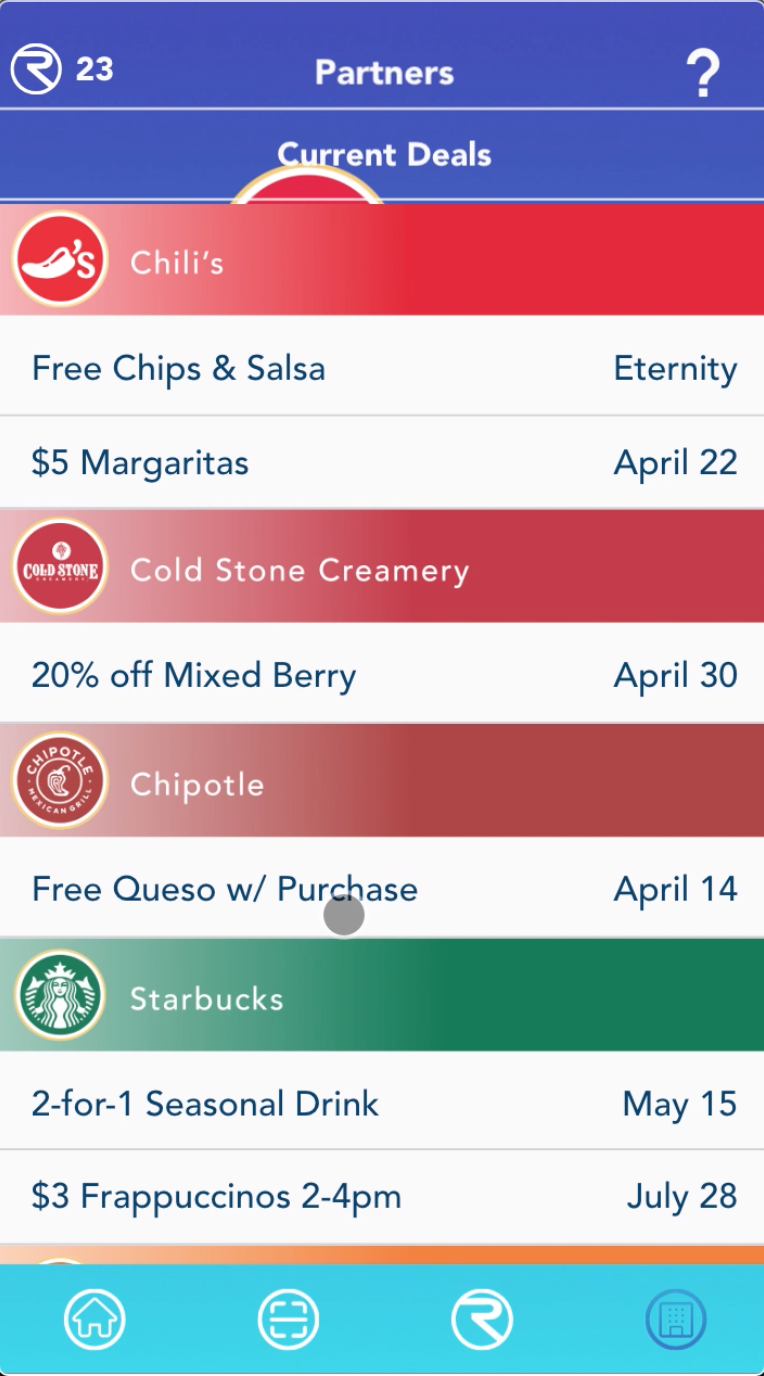 23
Partners
?
Current Deals
Chili's
Free Chips & Salsa Eternity
$5 Margaritas April 22
COLD STONE
CREAMERY
Cold Stone Creamery
20% off Mixed Berry April 30
CHIPOTLE
MEXICAN GRILL
Chipotle
Free Queso w/ Purchase April 14
Starbucks
2-for-1 Seasonal Drink May 15
$3 Frappuccinos 2-4pm July 28